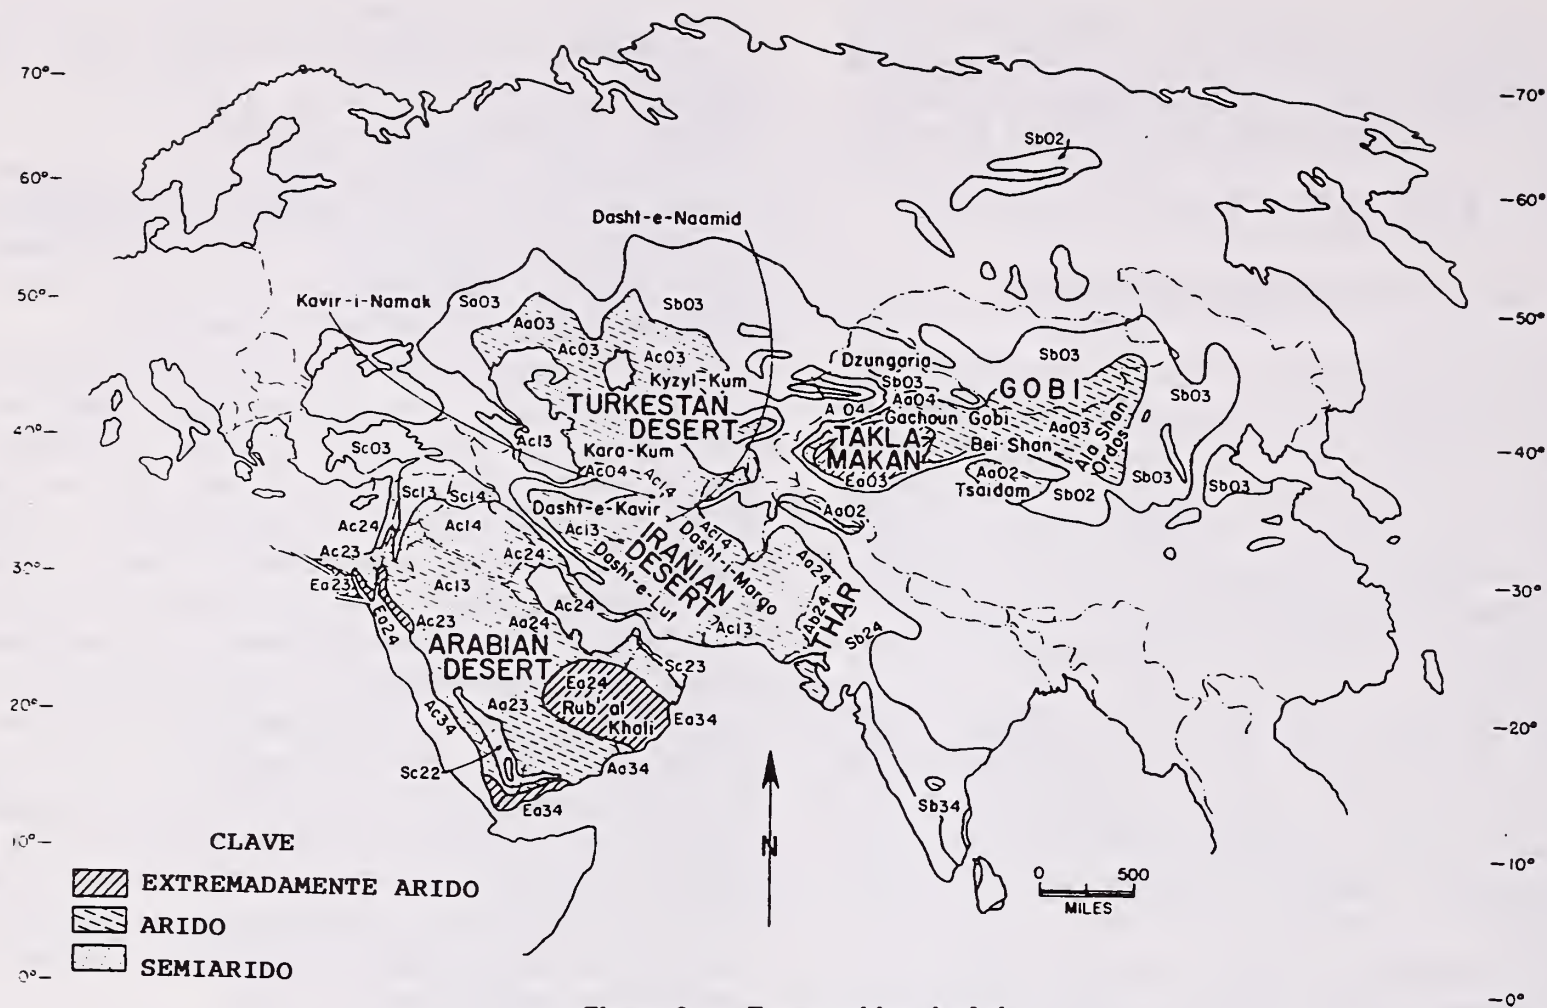 70°—
—70°
Sb02
60°—
—60°
Dasht-e-Naamid
50°—
Kavir-i-Namak
Sa03
Sb03
—50°
Aa03
Ac03
Ac03
Dzungaria
Sb03
Kyzyl-Kum
Sb03
Aa04
GOBI
Sb03
TURKESTAN
DESERT
A 04
Gachoun Gobi
Aa03
Ala Shan
Ordos
Ac13
TAKLA
MAKAN
Bei Shan
—40°
Sc03
Kara-Kum
Ac04
Ac14
Ea03
Aa02
Tsaidam
Sb02
Sb03
Sb03
Sc13
Sc14
Dasht-e-Kavir
Aa02
Ac24
Ac14
Ac13
IRANIAN
DESERT
Ac14
Dasht-i-Margo
Ac23
Ac24
Dasht-e-Lut
Aa24
Ea23
Ac13
Ac24
Ab24
THAR
—30°
Ea24
Ac23
Aa24
Ac13
Sb24
ARABIAN
DESERT
Sc23
Ea24
Rub' al
Khali
20°—
Aa23
Ac34
Ea34
—20°
Sc22
Aa34
Ea34
Sb34
N
0 500
MILES
—10°
CLAVE
EXTREMADAMENTE ARIDO
ARIDO
SEMIARIDO
—0°